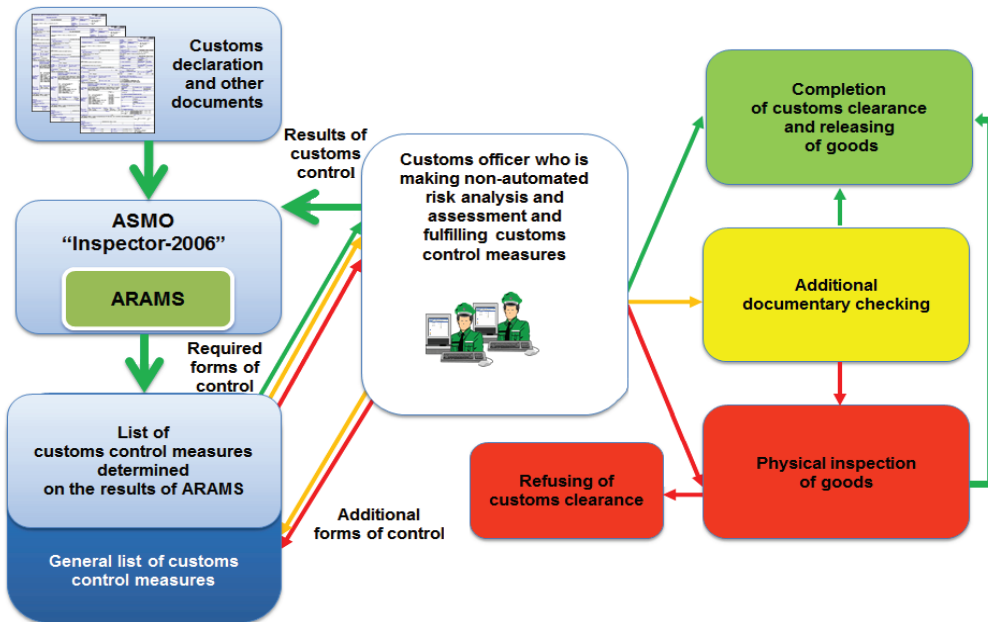 Customs
declaration
and other
documents
Results of
customs
control
ASMO
“Inspector-2006”
ARAMS
Required
forms of
control
List of
customs control measures
determined
on the results of ARAMS
General list of customs
control measures
Customs officer who is
making non-automated
risk analysis and
assessment and
fulfilling customs
control measures
Additional
forms of control
Completion
of customs clearance
and releasing
of goods
Additional
documentary checking
Physical inspection
of goods
Refusing of
customs clearance